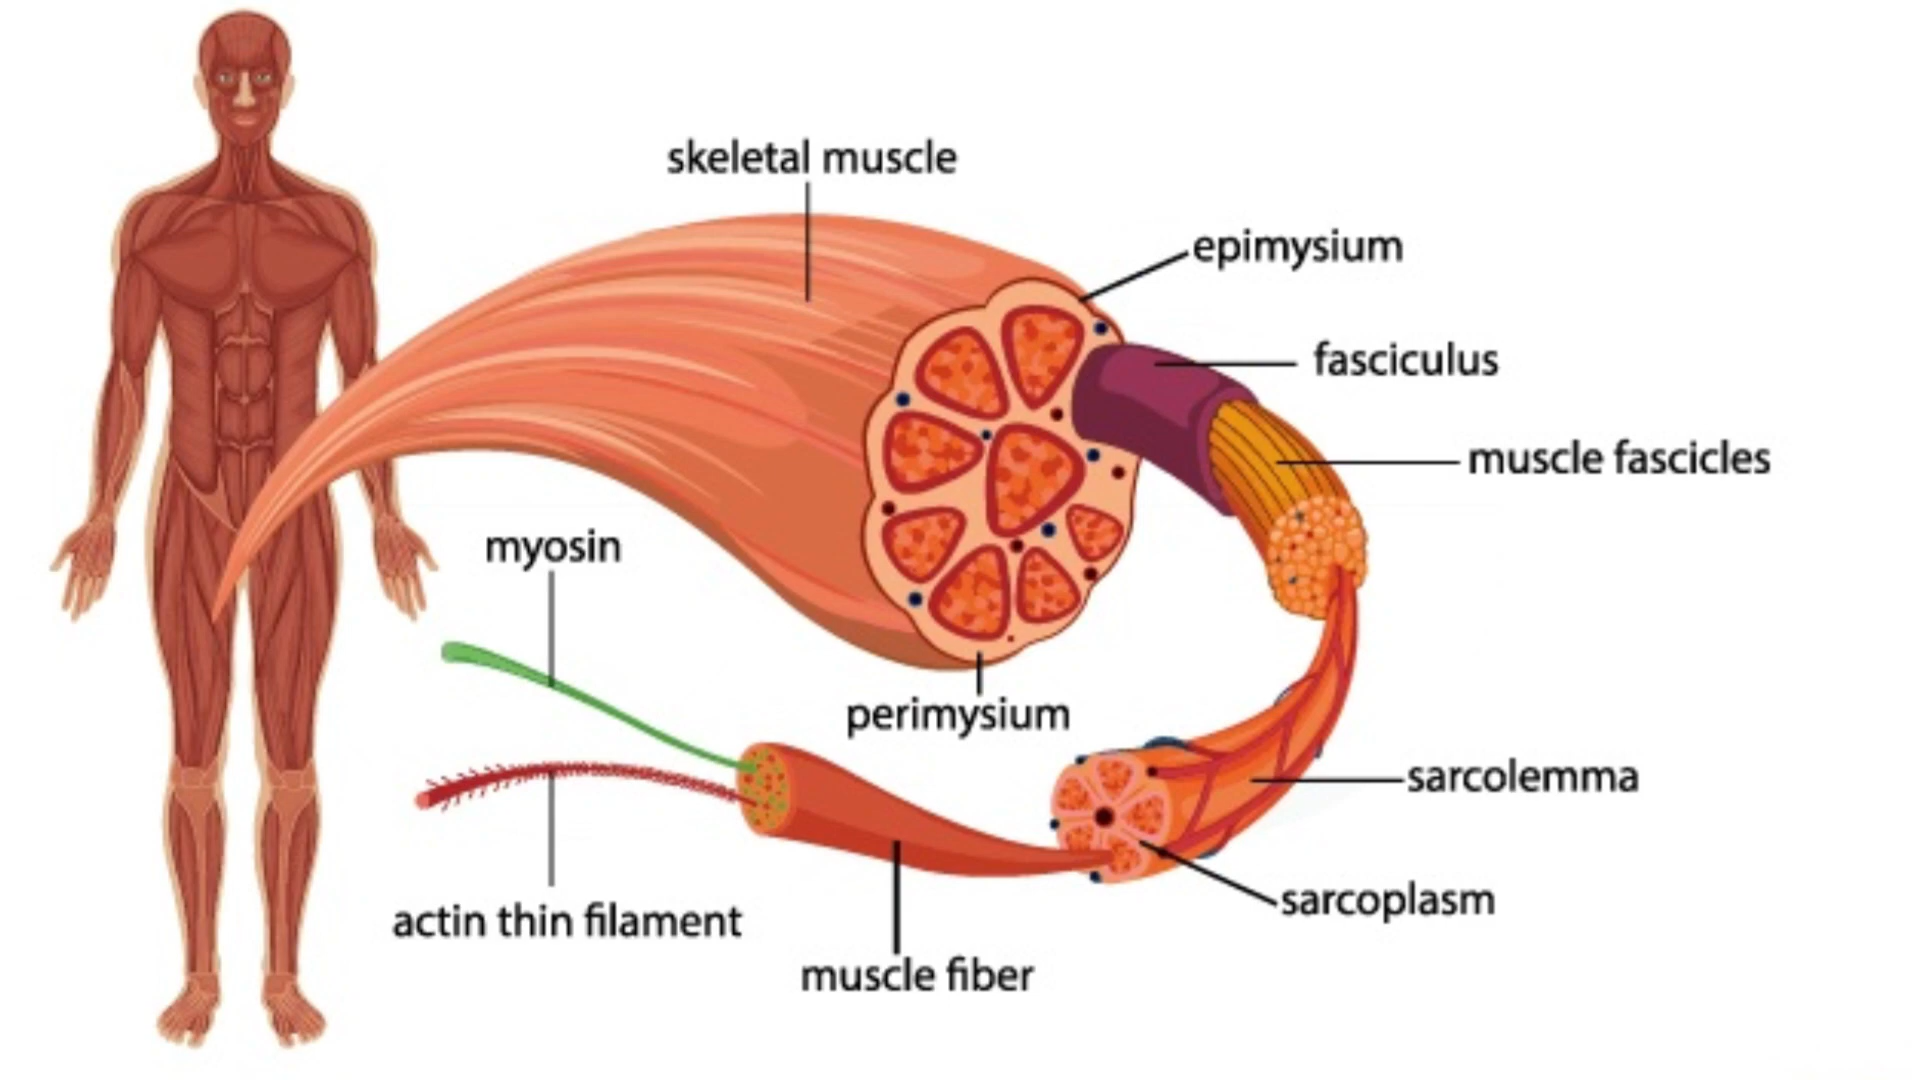 skeletal muscle
epimysium
fasciculus
muscle fascicles
myosin
perimysium
sarcolemma
sarcoplasm
actin thin filament
muscle fiber